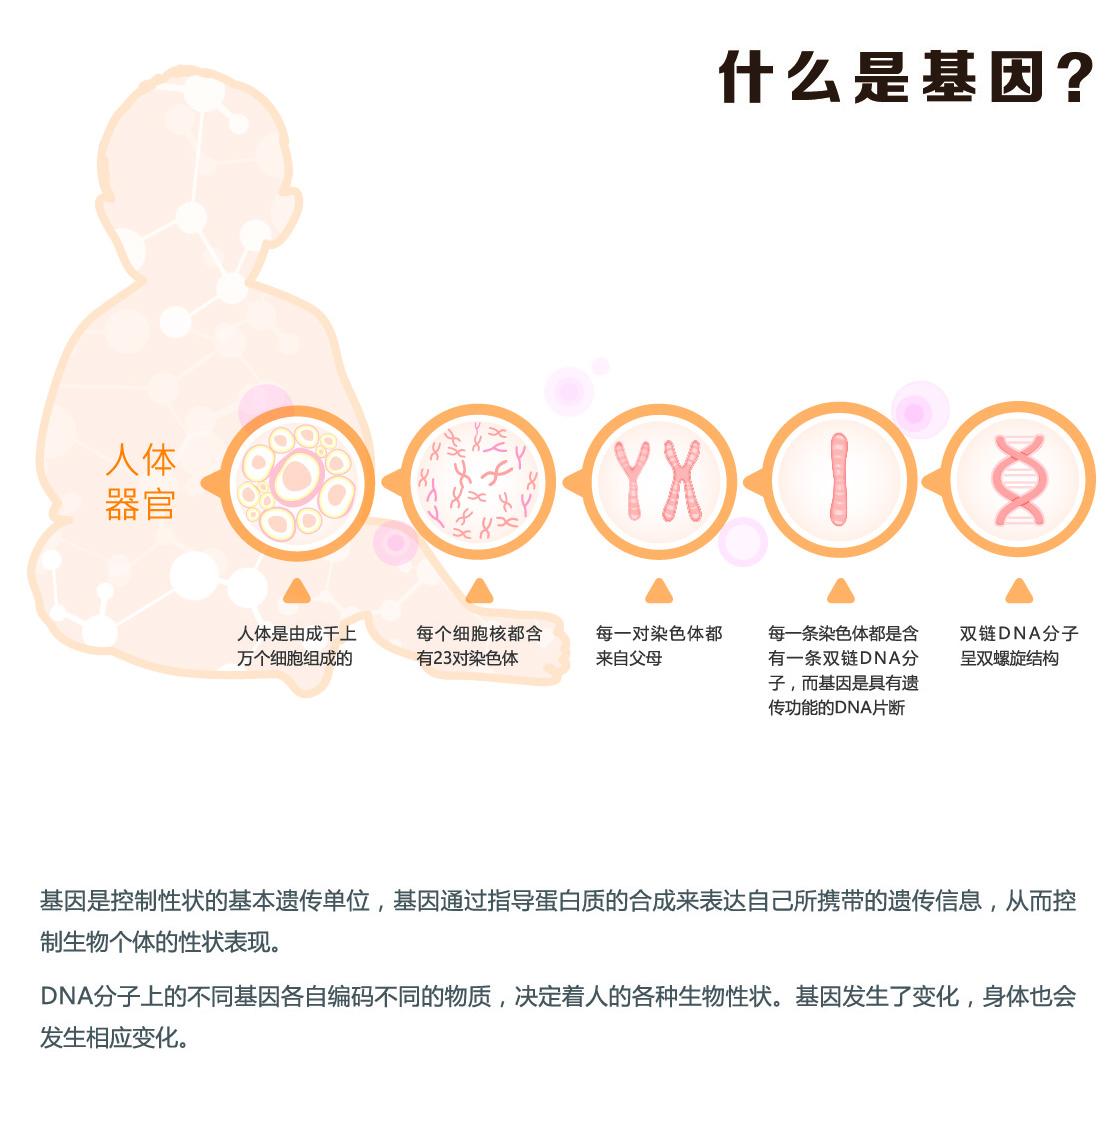 什么是基因?
人体
器官
人体是由成千上
万个细胞组成的
每个细胞核都含
有23对染色体
每一对染色体都
来自父母
每一条染色体都是含
有一条双链DNA分
子，而基因是具有遗
传功能的DNA片断
双链DNA分子
呈双螺旋结构
基因是控制性状的基本遗传单位，基因通过指导蛋白质的合成来表达自己所携带的遗传信息，从而控
制生物个体的性状表现。
DNA分子上的不同基因各自编码不同的物质，决定着人的各种生物性状。基因发生了变化，身体也会
发生相应变化。